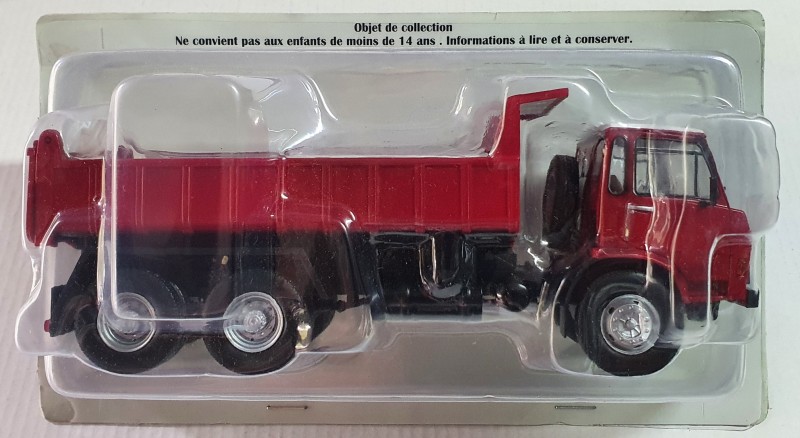 Objet de collection
Ne convient pas aux enfants de moins de 14 ans . Informations à lire et à conserver.